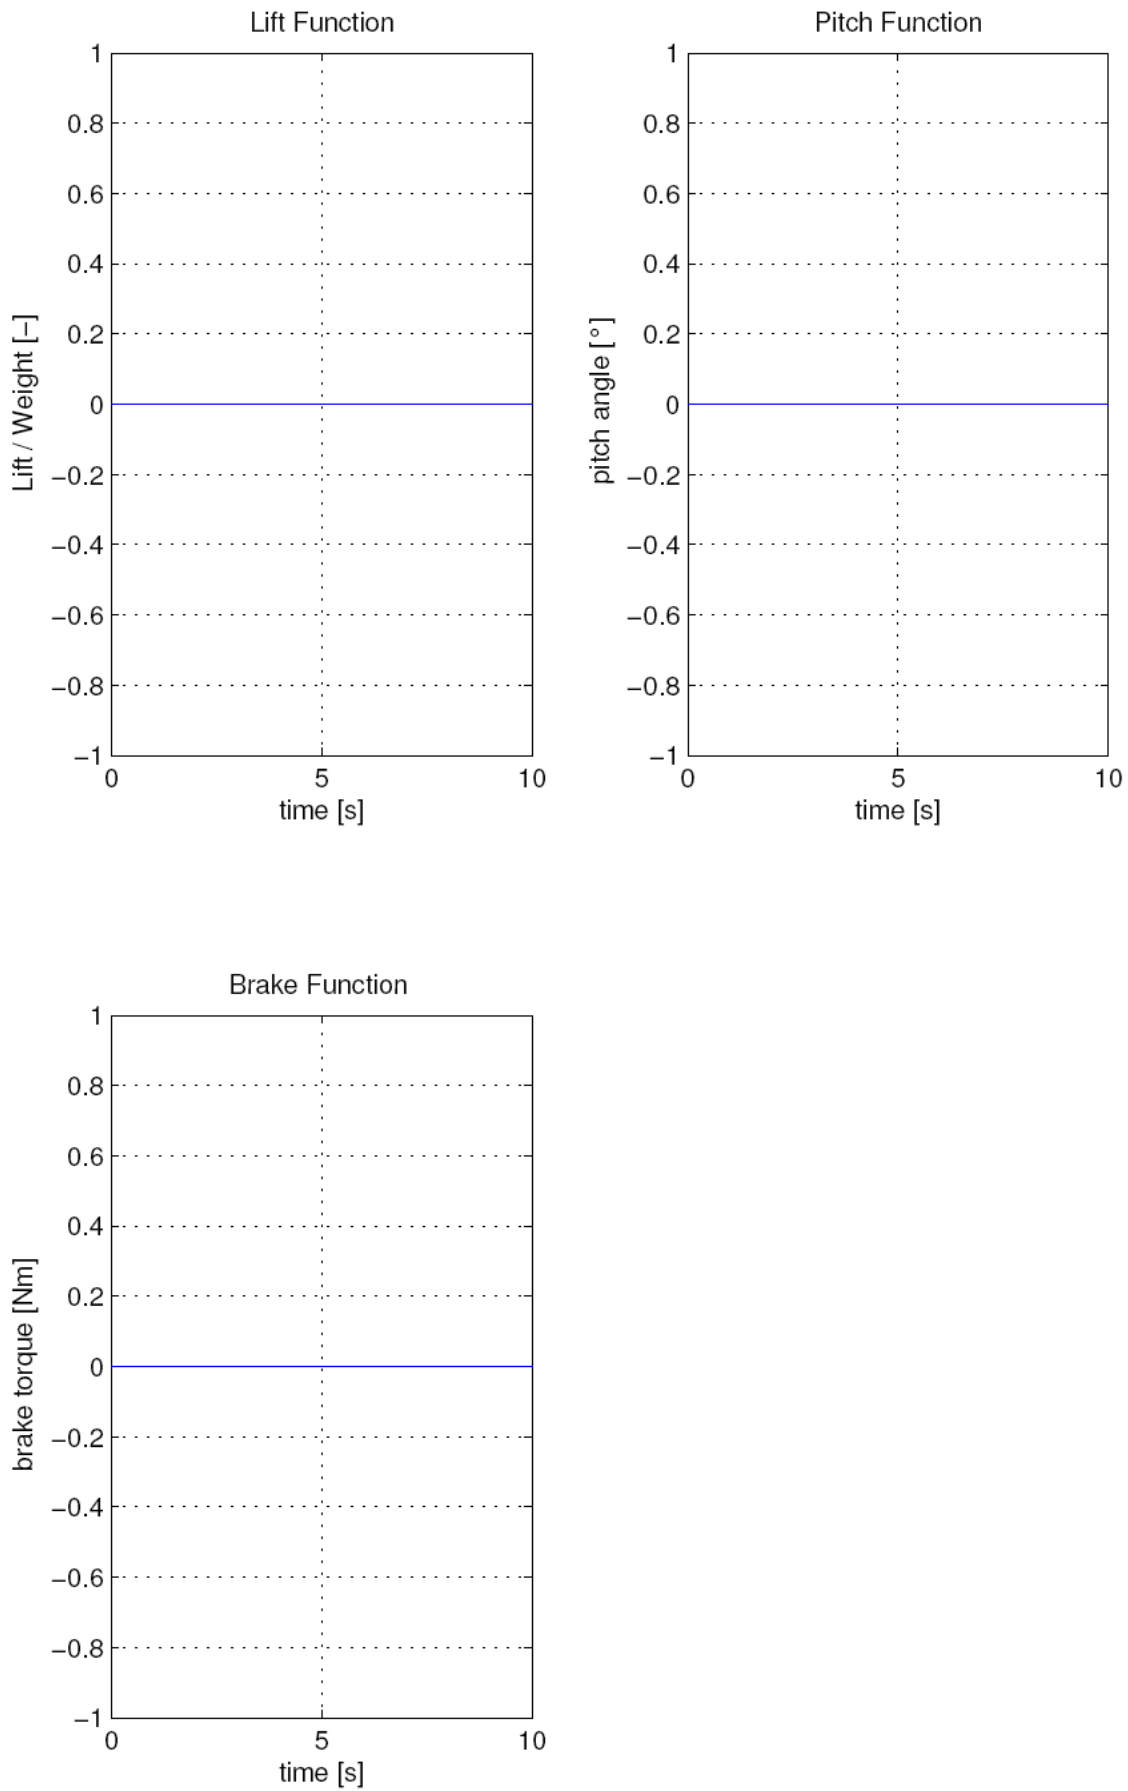 Lift Function
1
0.8
0.6
0.4
0.2
0
−0.2
−0.4
−0.6
−0.8
−1
Lift / Weight [−]
0 5 10
time [s]
Pitch Function
1
0.8
0.6
0.4
0.2
0
−0.2
−0.4
−0.6
−0.8
−1
pitch angle [°]
0 5 10
time [s]
Brake Function
1
0.8
0.6
0.4
0.2
0
−0.2
−0.4
−0.6
−0.8
−1
brake torque [Nm]
0 5 10
time [s]